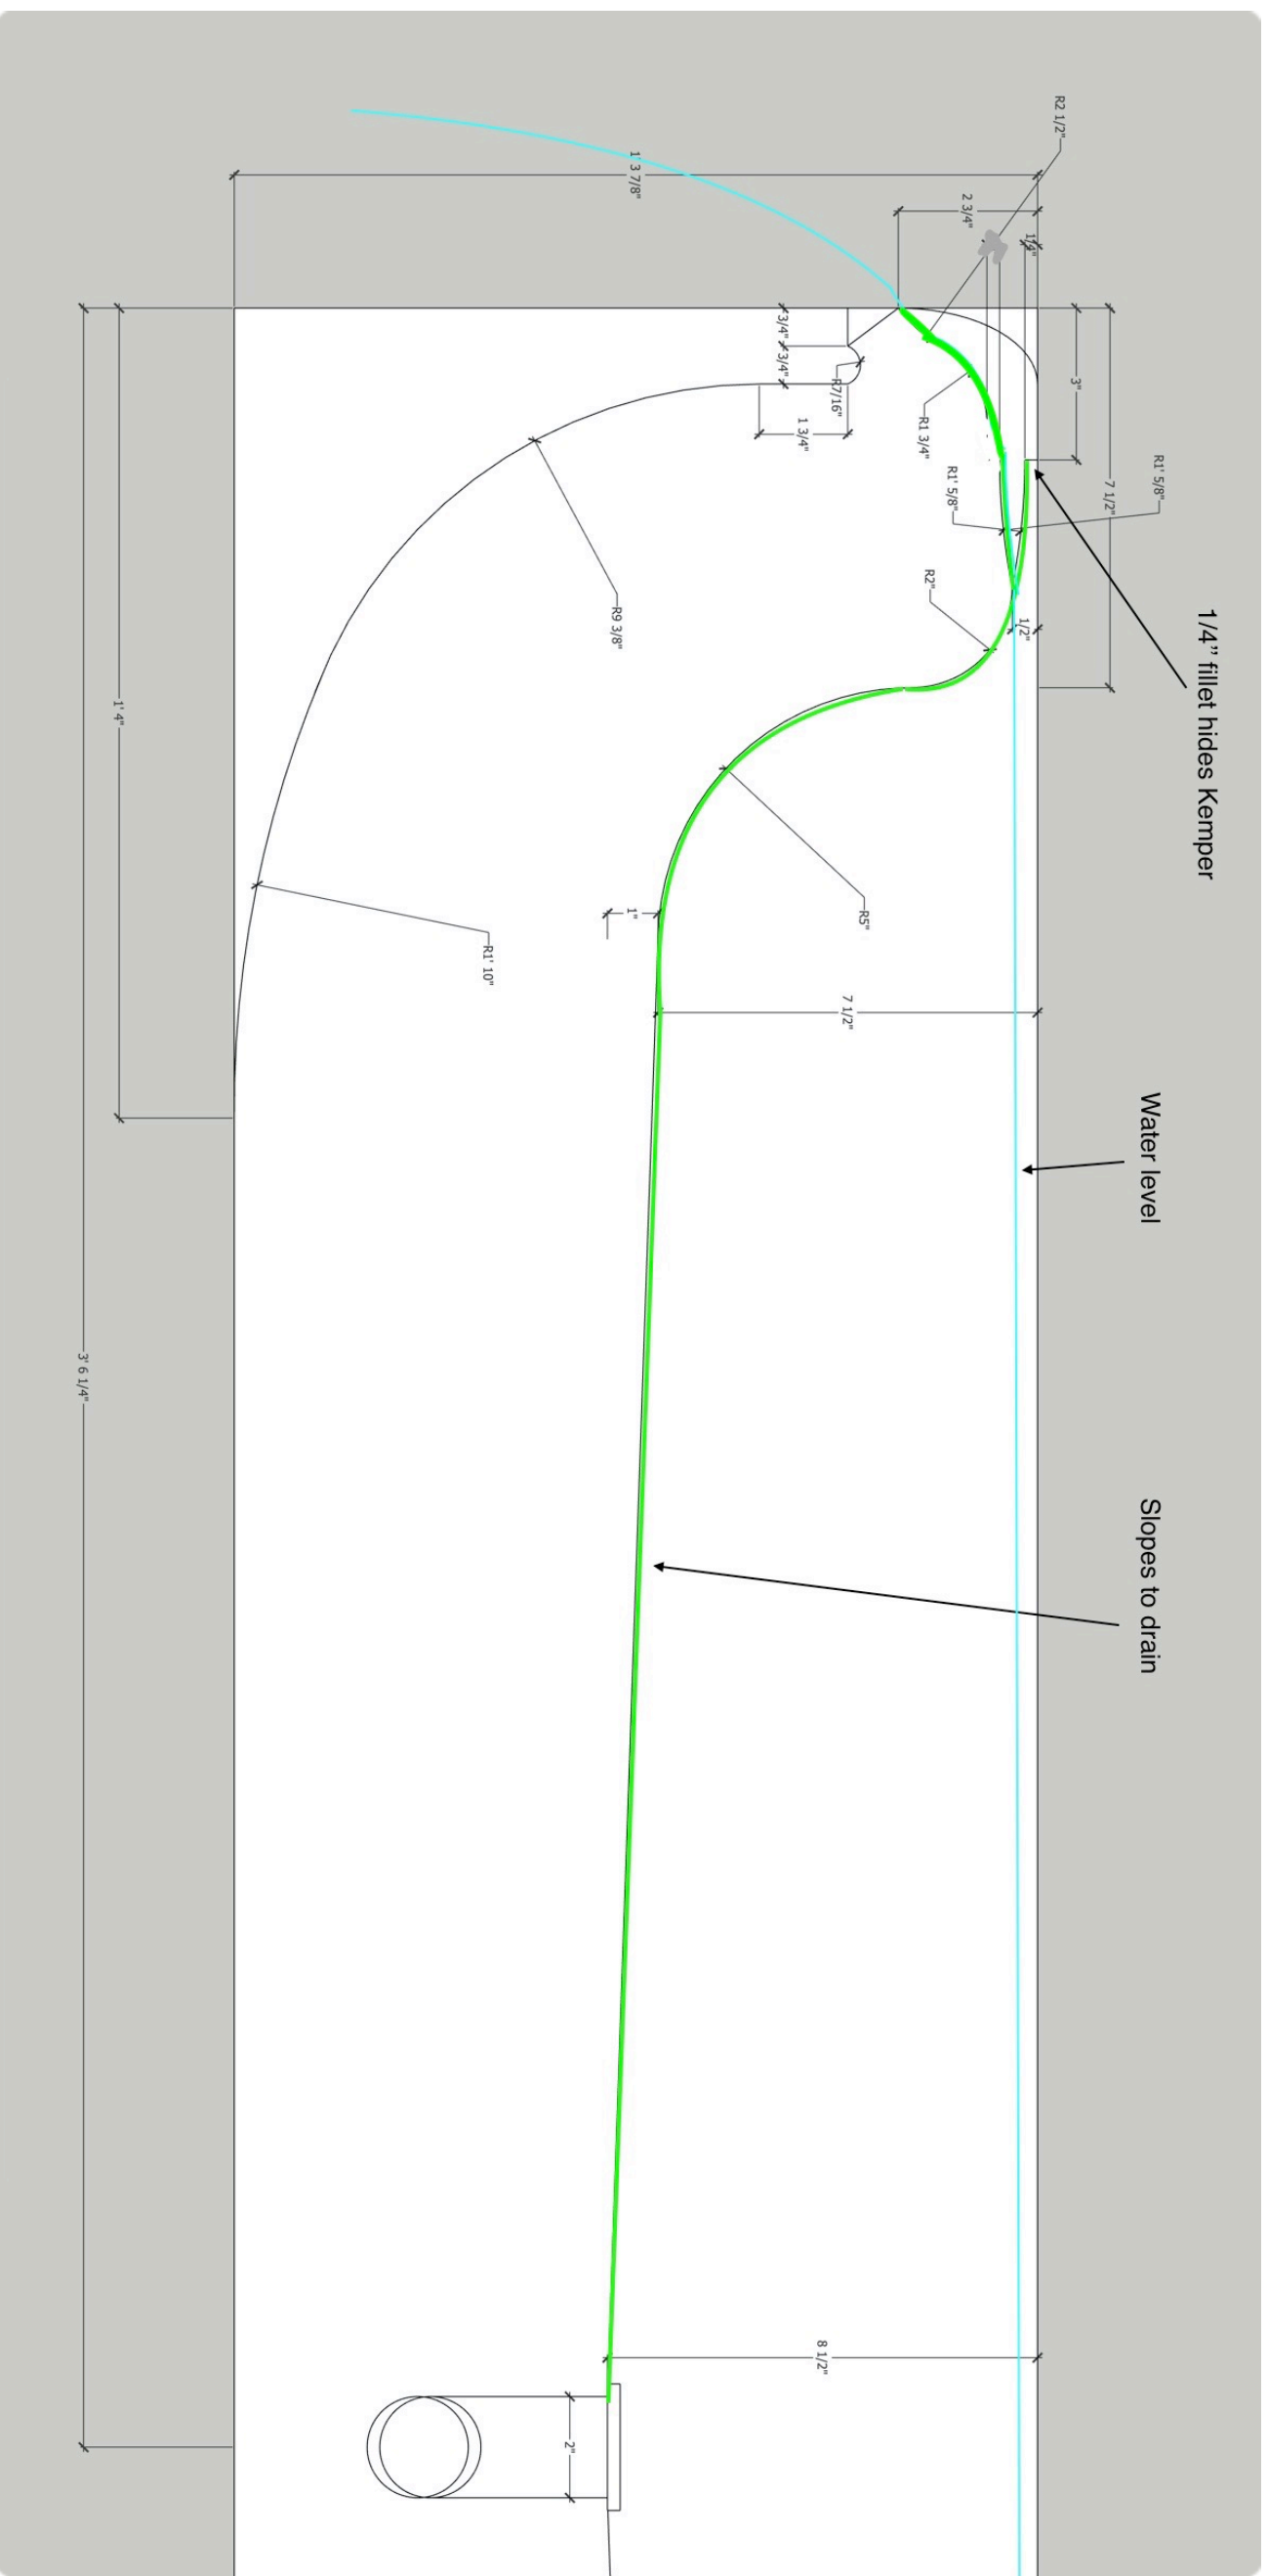 1/4” fillet hides Kemper
Water level
Slopes to drain
R1' 5/8"
7 1/2"
3"
R2 1/2"
1/4"
1/2"
2 3/4"
R1' 5/8"
R2"
R1 3/4"
R5"
7 1/2"
R7/16"
8 1/2"
1 3/4"
3/4"
3/4"
1' 3 7/8"
1"
R9 3/8"
2"
R1' 10"
1' 4"
3' 6 1/4"